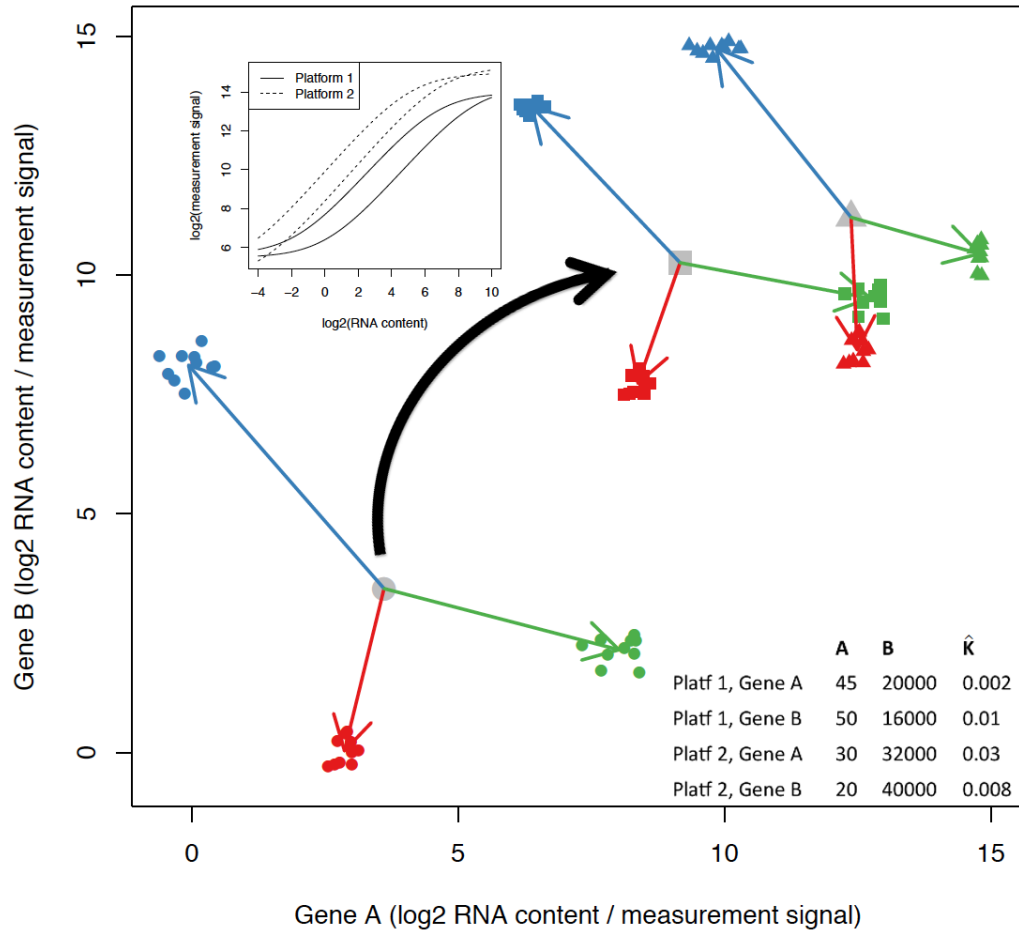 15
10
5
0
Gene B (log2 RNA content / measurement signal)
Platform 1
Platform 2
14
12
10
8
6
log2(measurement signal)
−4 −2 0 2 4 6 8 10
log2(RNA content)
A B K̂
Platf 1, Gene A 45 20000 0.002
Platf 1, Gene B 50 16000 0.01
Platf 2, Gene A 30 32000 0.03
Platf 2, Gene B 20 40000 0.008
0 5 10 15
Gene A (log2 RNA content / measurement signal)